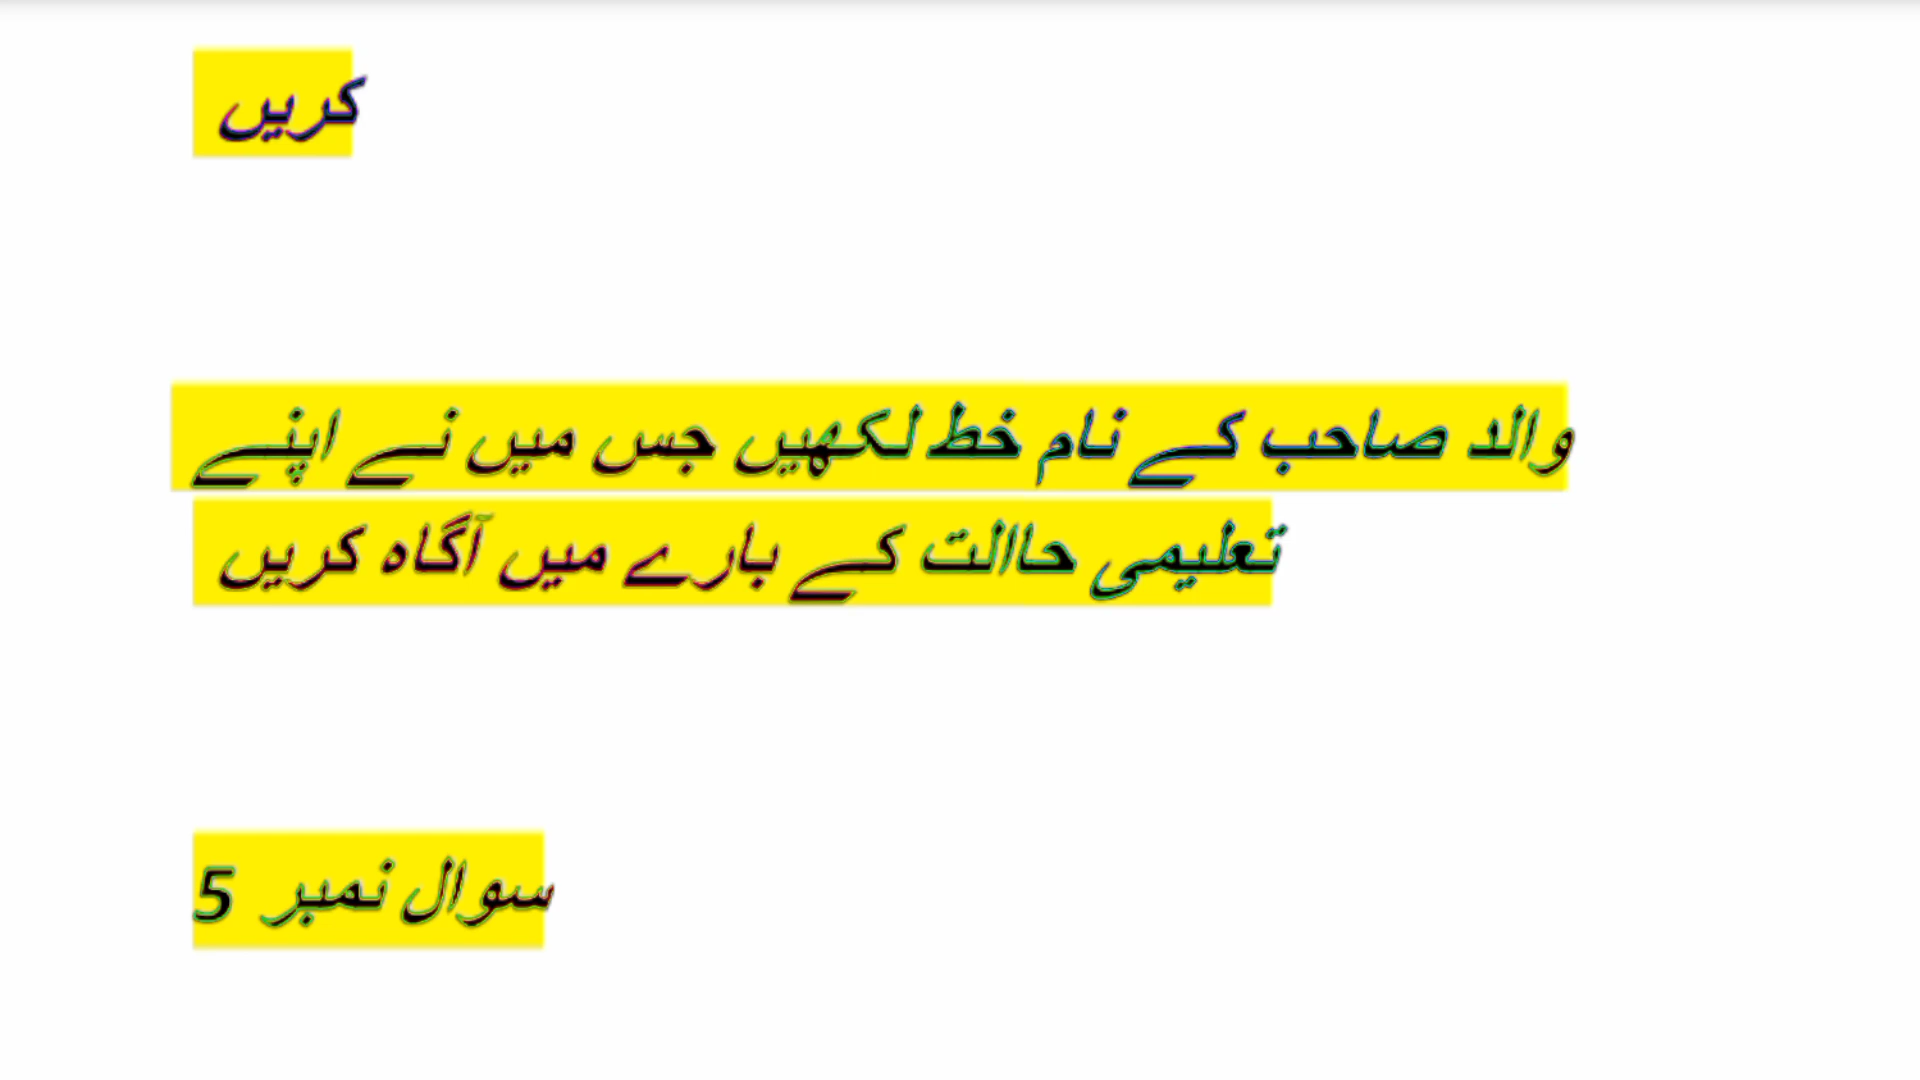 کریں
والد صاحب کے نام خط لکھیں جس میں نے اپنے
تعلیمی حاالت کے بارے میں آگاہ کریں
سوال نمبر 5